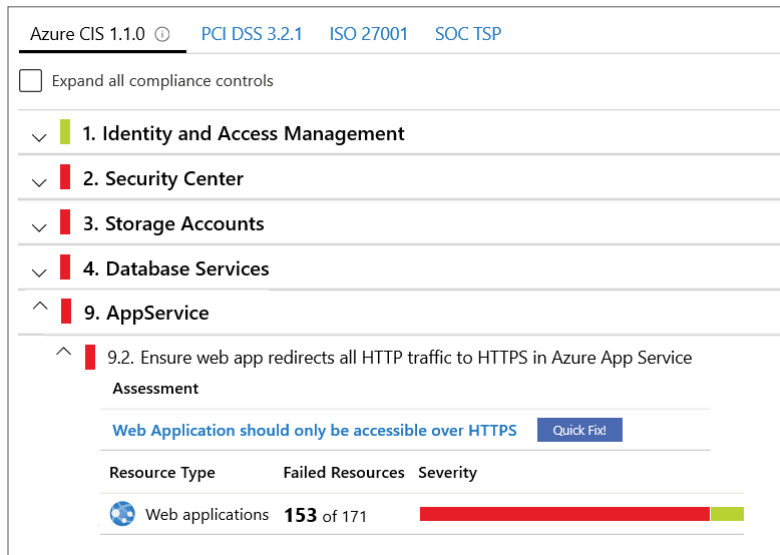 Azure CIS 1.1.0 PCI DSS 3.2.1 ISO 27001 SOC TSP
Expand all compliance controls
1. Identity and Access Management
2. Security Center
3. Storage Accounts
4. Database Services
9. AppService
9.2. Ensure web app redirects all HTTP traffic to HTTPS in Azure App Service
Assessment
Web Application should only be accessible over HTTPS Quick Fix!
Resource Type Failed Resources Severity
Web applications 153 of 171